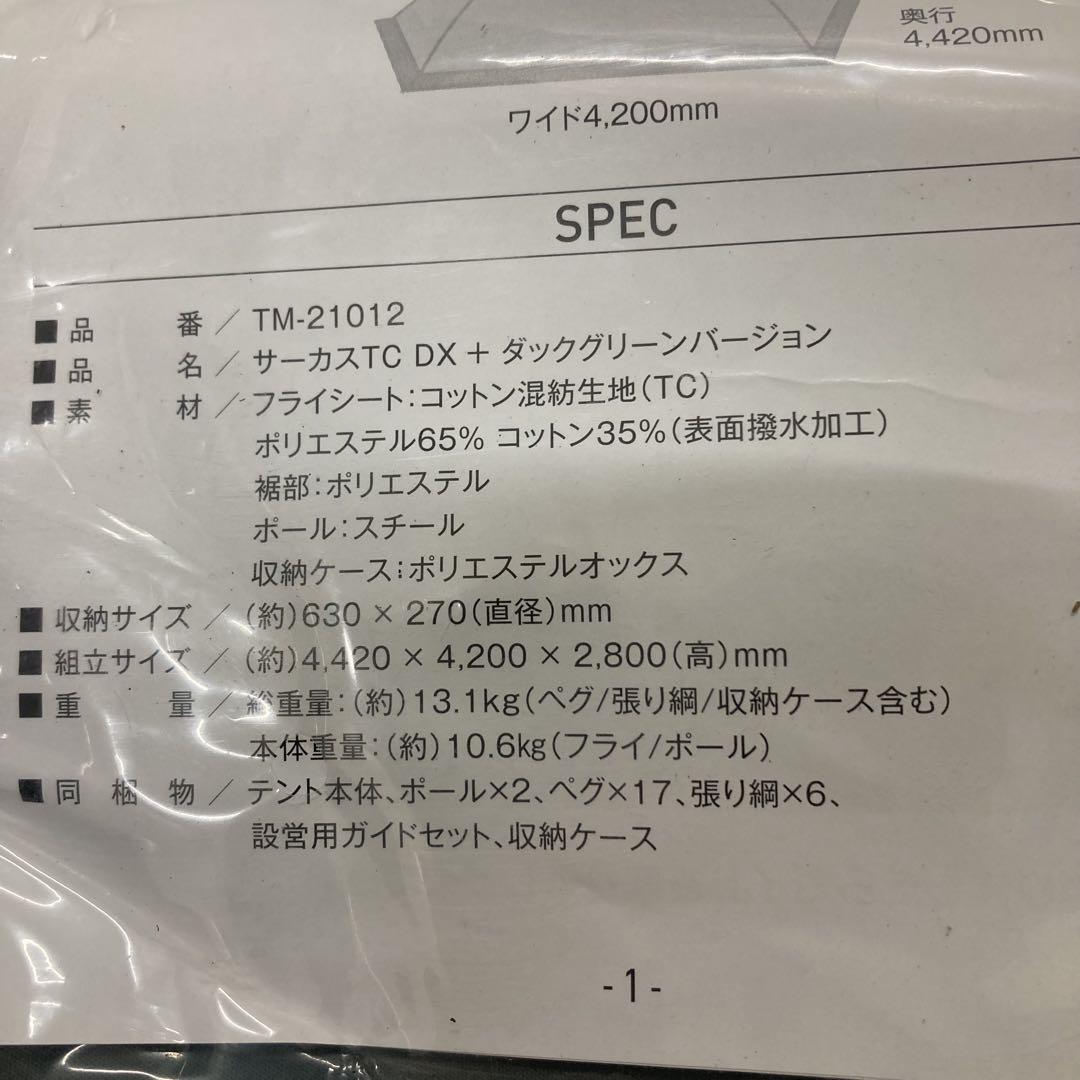 奥行
4,420mm
ワイド4,200mm
SPEC
■品 番／TM-21012
■品 名／サーカスTC DX + ダックグリーンバージョン
■素 材／フライシート：コットン混紡生地（TC）
ポリエステル65% コットン35%（表面撥水加工）
裾部：ポリエステル
ポール：スチール
収納ケース：ポリエステルオックス
■収納サイズ／（約）630 × 270（直径）mm
■組立サイズ／（約）4,420 × 4,200 × 2,800（高）mm
■重 量／総重量：（約）13.1kg（ペグ/張り綱/収納ケース含む）
本体重量：（約）10.6㎏（フライ/ポール）
■同 梱 物／テント本体、ポール×2、ペグ×17、張り綱×6、
設営用ガイドセット、収納ケース
- 1 -